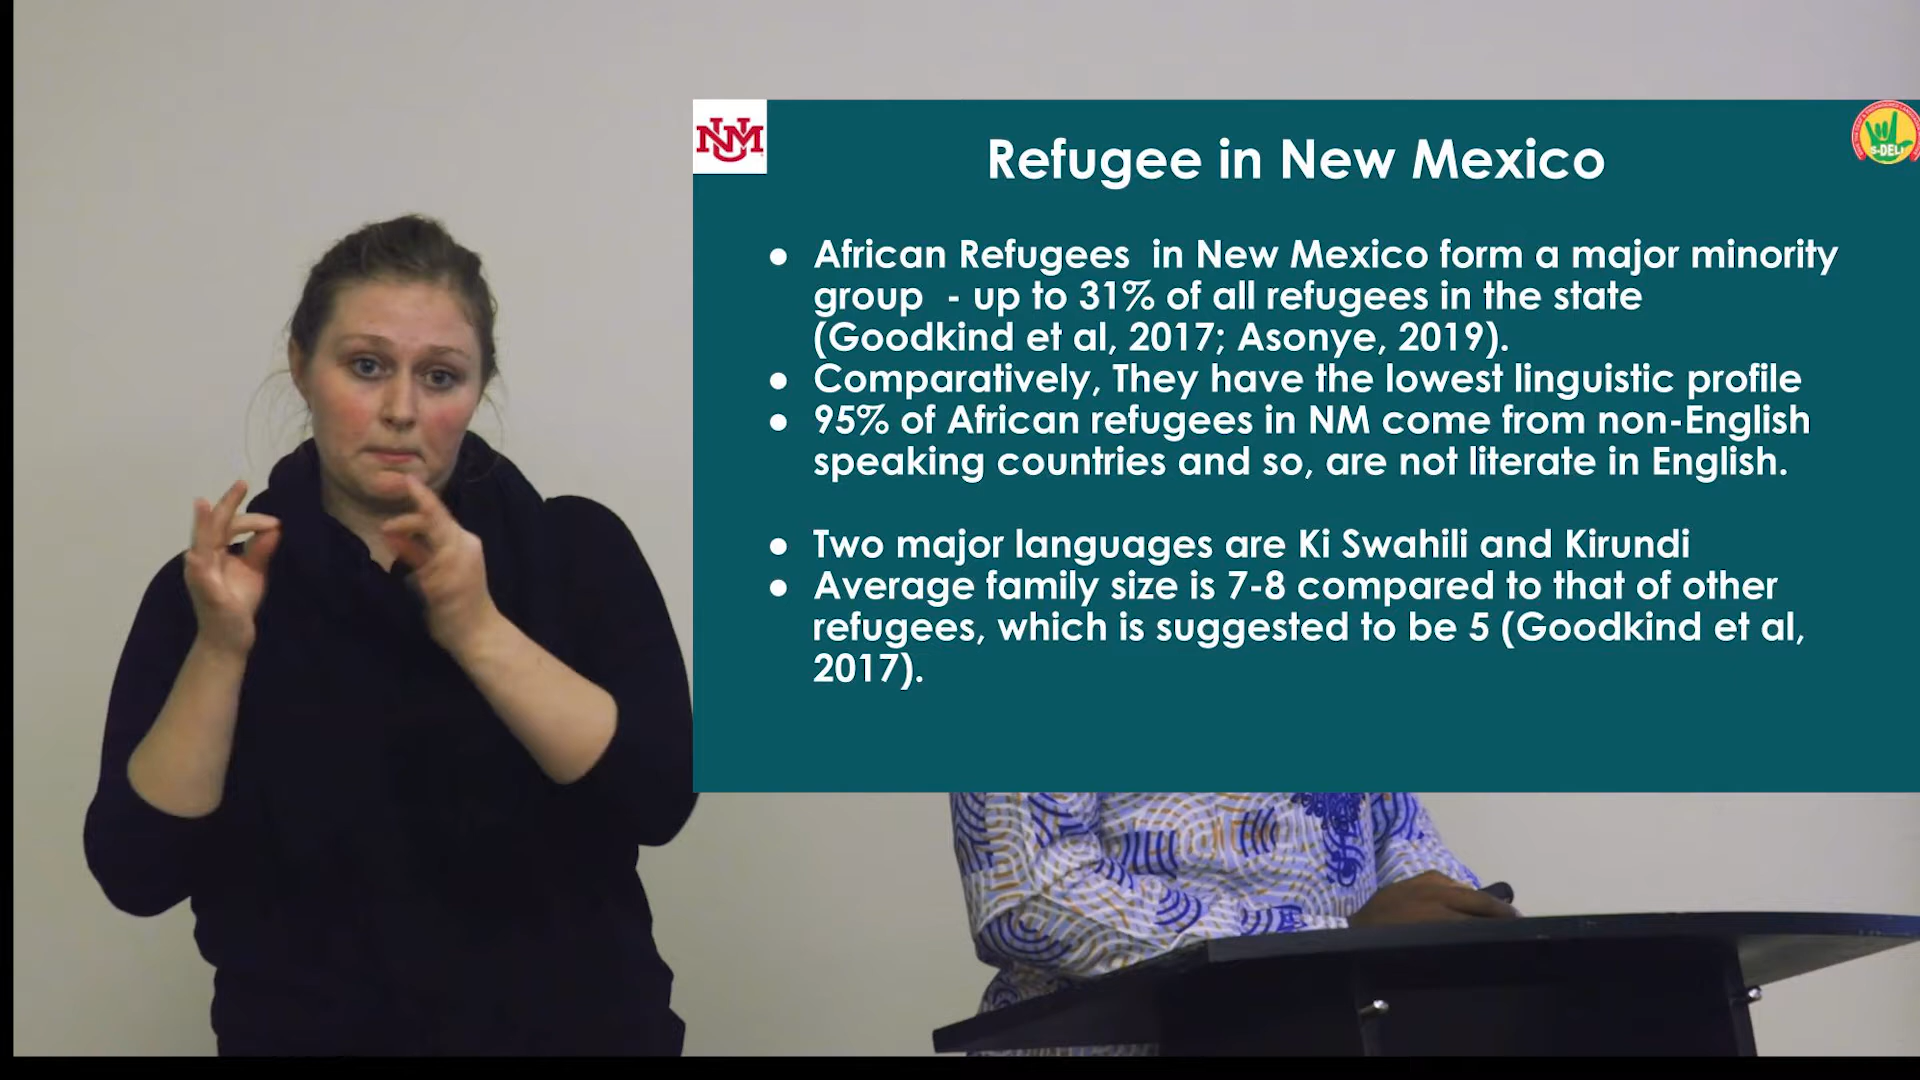 UNM
S-DELI
Refugee in New Mexico
● African Refugees  in New Mexico form a major minority
group  - up to 31% of all refugees in the state
(Goodkind et al, 2017; Asonye, 2019).
● Comparatively, They have the lowest linguistic profile
● 95% of African refugees in NM come from non-English
speaking countries and so, are not literate in English.
● Two major languages are Ki Swahili and Kirundi
● Average family size is 7-8 compared to that of other
refugees, which is suggested to be 5 (Goodkind et al,
2017).